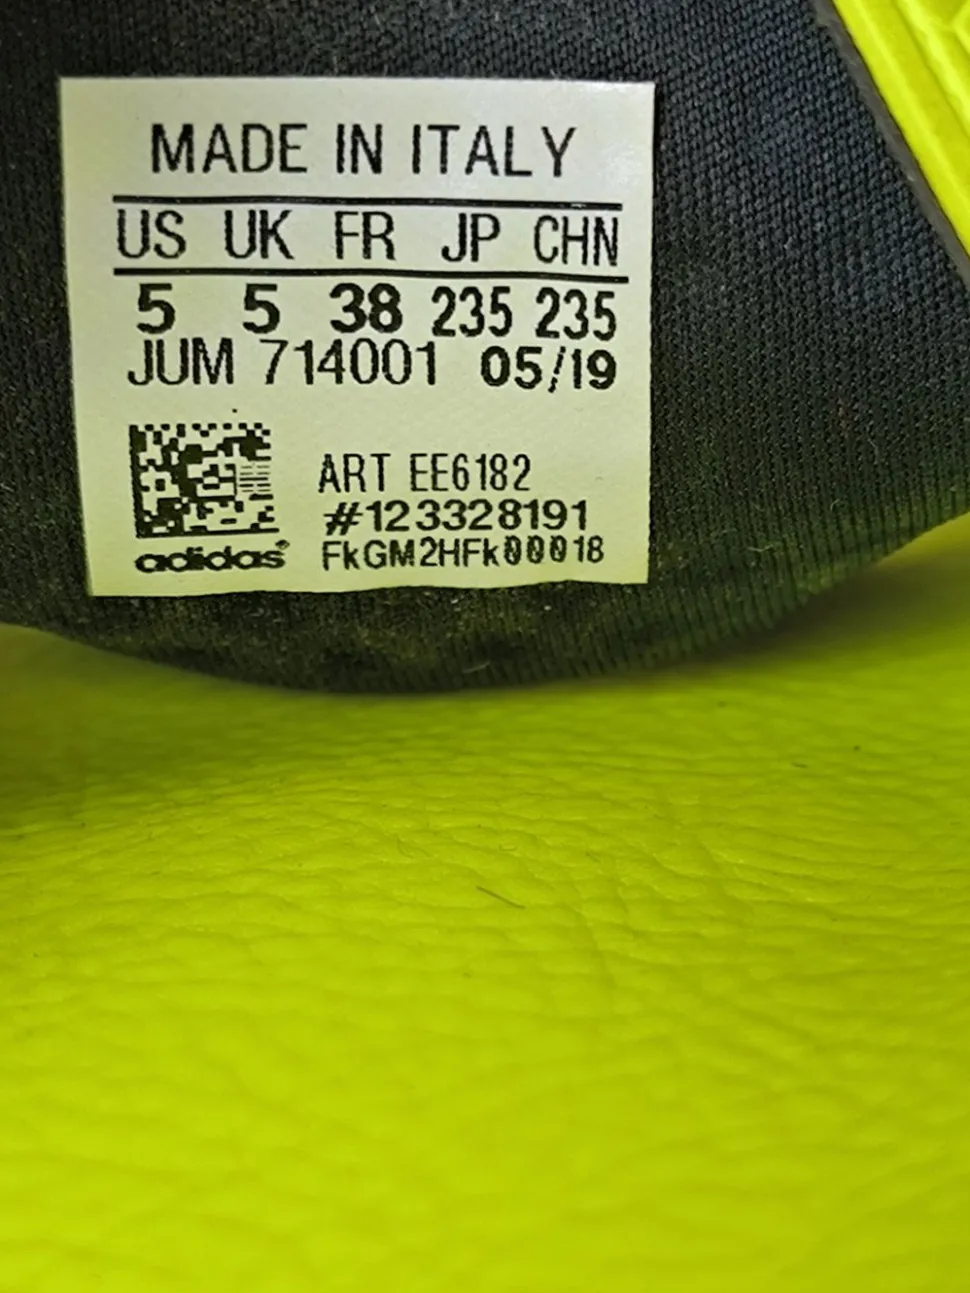 MADE IN ITALY
US UK FR JP CHN
5 5 38 235 235
JUM 714001 05/19
ART EE6182
#123328191
adidas FkGM2HFk00018